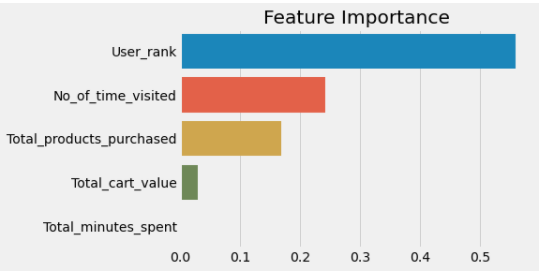 Feature Importance
User_rank
No_of_time_visited
Total_products_purchased
Total_cart_value
Total_minutes_spent
0.0 0.1 0.2 0.3 0.4 0.5